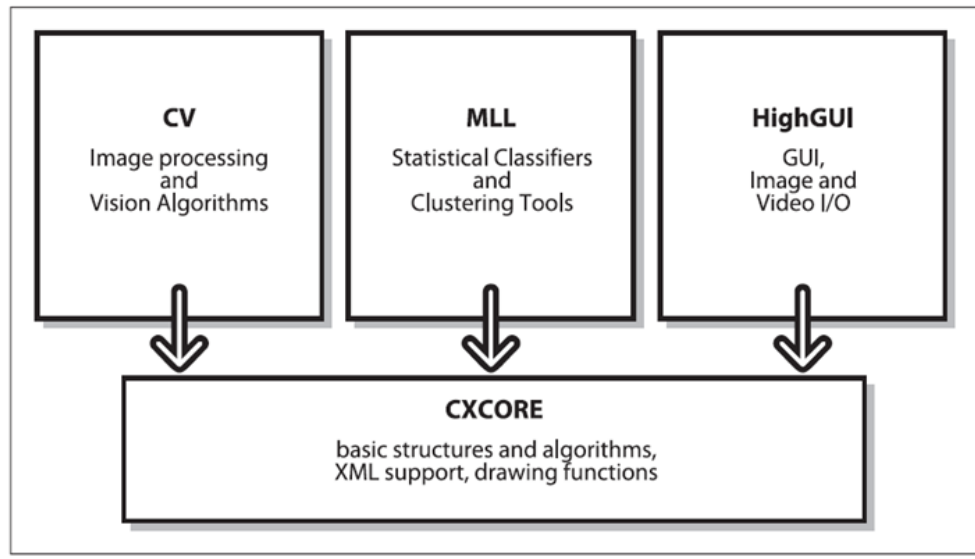 CV
Image processing
and
Vision Algorithms
MLL
Statistical Classifiers
and
Clustering Tools
HighGUI
GUI,
Image and
Video I/O
CXCORE
basic structures and algorithms,
XML support, drawing functions